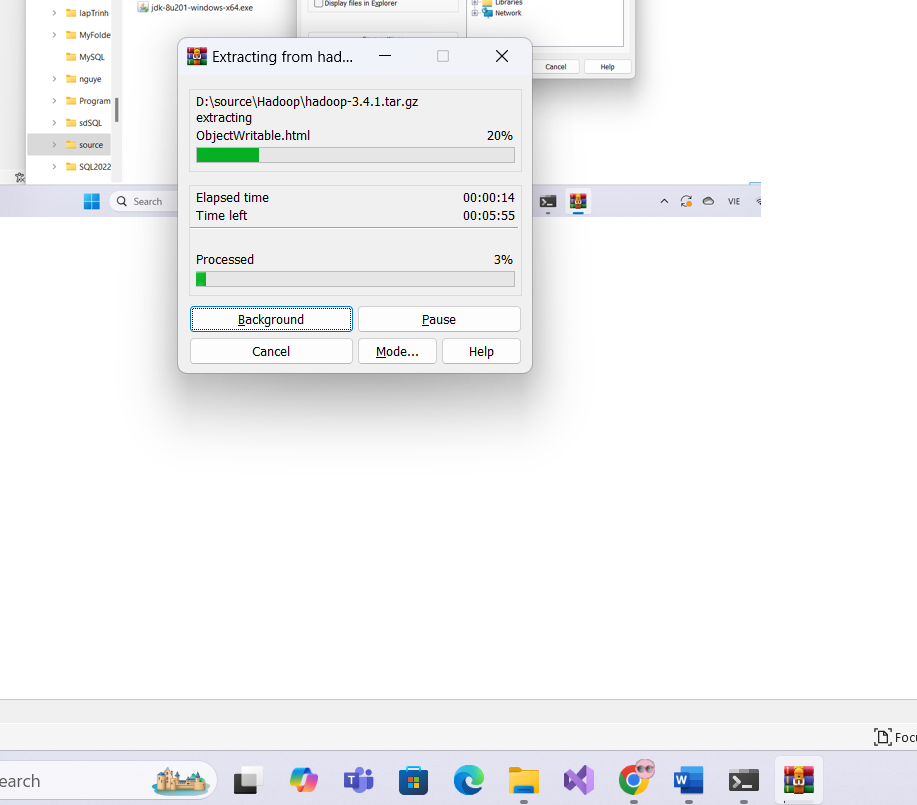 lapTrinh
MyFolde
MySQL
nguye
Program
sdSQL
source
SQL2022
jdk-8u201-windows-x64.exe
Display files in Explorer
Libraries
Network
Cancel
Help
Search
VIE
Extracting from had...
D:\source\Hadoop\hadoop-3.4.1.tar.gz
extracting
ObjectWritable.html 20%
Elapsed time 00:00:14
Time left 00:05:55
Processed 3%
Background Pause
Cancel Mode... Help
Focu
earch